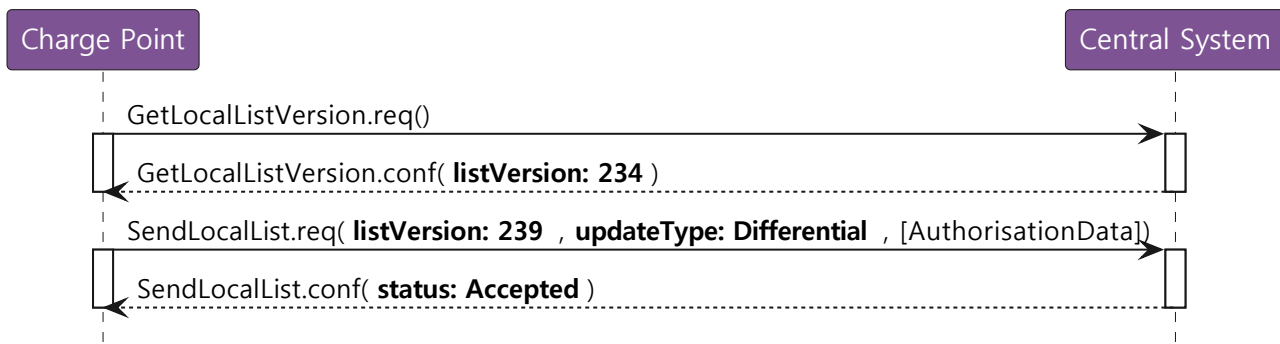 Charge Point
Central System
GetLocalListVersion.req()
GetLocalListVersion.conf( listVersion: 234 )
SendLocalList.req( listVersion: 239 , updateType: Differential , [AuthorisationData])
SendLocalList.conf( status: Accepted )